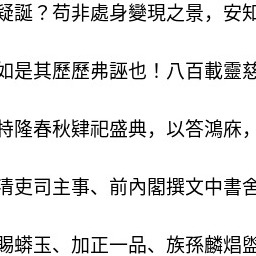 疑誕？苟非處身變現之景，安知
如是其歷歷弗誣也！八百載靈慈
特隆春秋肆祀盛典，以答鴻庥，
清吏司主事、前內閣撰文中書舍
賜蟒玉、加正一品、族孫麟焻盥